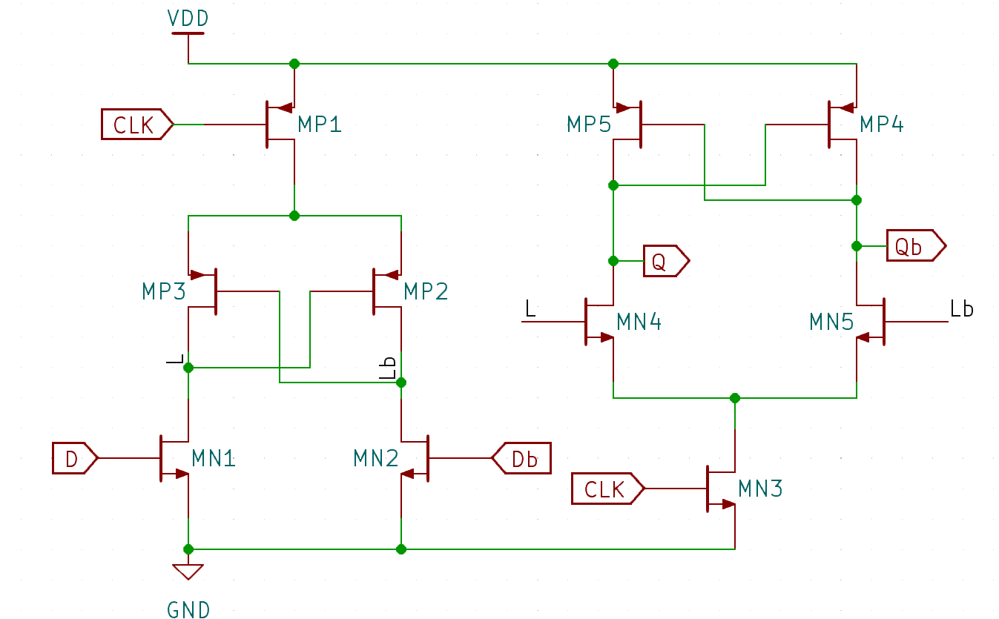 VDD
CLK
MP1
MP5
MP4
Q
Qb
MP3
MP2
L
Lb
L
MN4
MN5
Lb
D
MN1
MN2
Db
CLK
MN3
GND